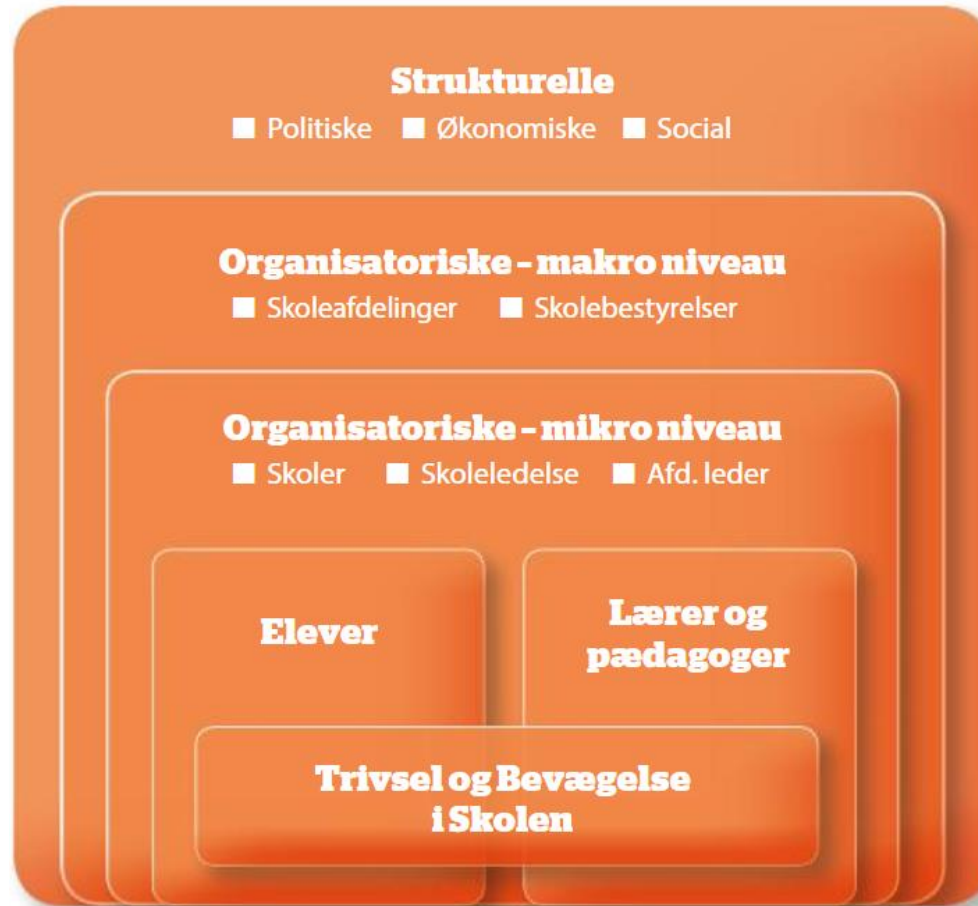 Strukturelle
■ Politiske ■ Økonomiske ■ Social
Organisatoriske – makro niveau
■ Skoleafdelinger ■ Skolebestyrelser
Organisatoriske – mikro niveau
■ Skoler ■ Skoleledelse ■ Afd. leder
Elever
Lærer og
pædagoger
Trivsel og Bevægelse
i Skolen